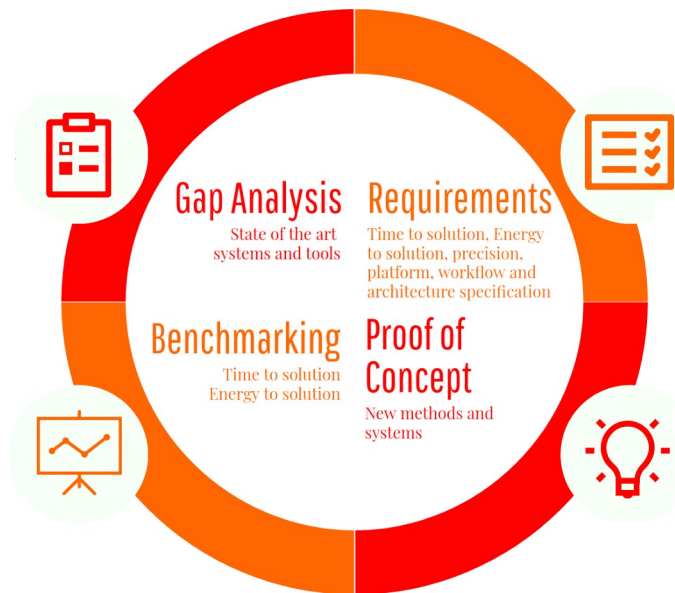 Gap Analysis
State of the art
systems and tools
Requirements
Time to solution, Energy
to solution, precision,
platform, workflow and
architecture specification
Benchmarking
Time to solution
Energy to solution
Proof of
Concept
New methods and
systems